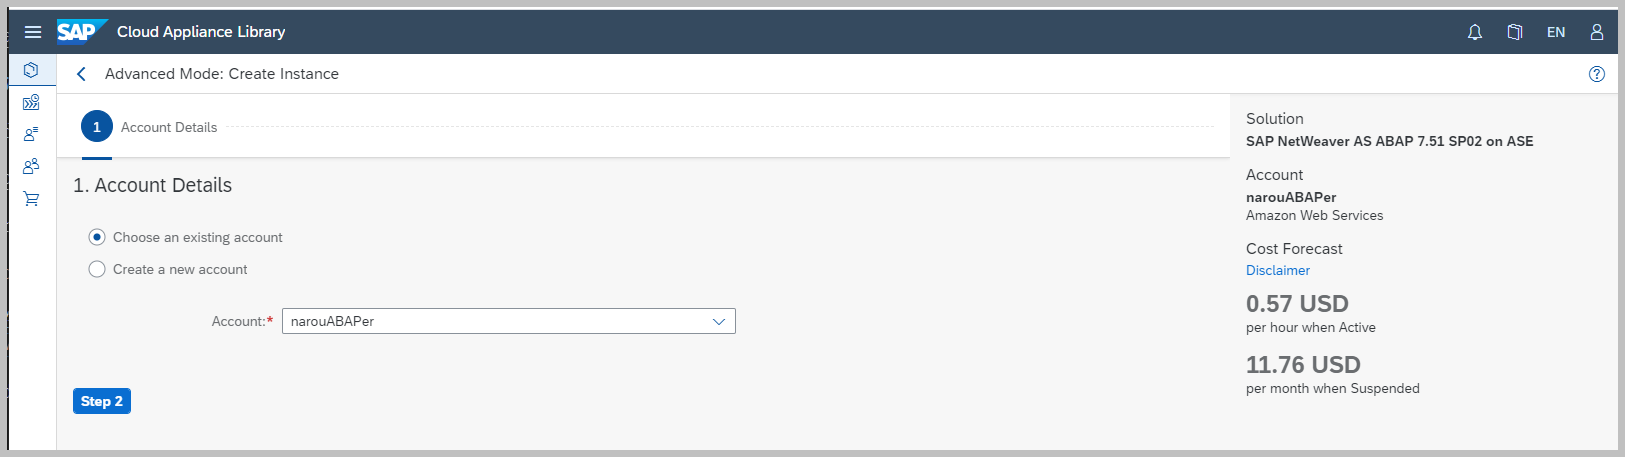 SAP Cloud Appliance Library EN
Advanced Mode: Create Instance
1 Account Details
1. Account Details
Choose an existing account
Create a new account
Account:* narouABAPer
Step 2
Solution
SAP NetWeaver AS ABAP 7.51 SP02 on ASE
Account
narouABAPer
Amazon Web Services
Cost Forecast
Disclaimer
0.57 USD
per hour when Active
11.76 USD
per month when Suspended